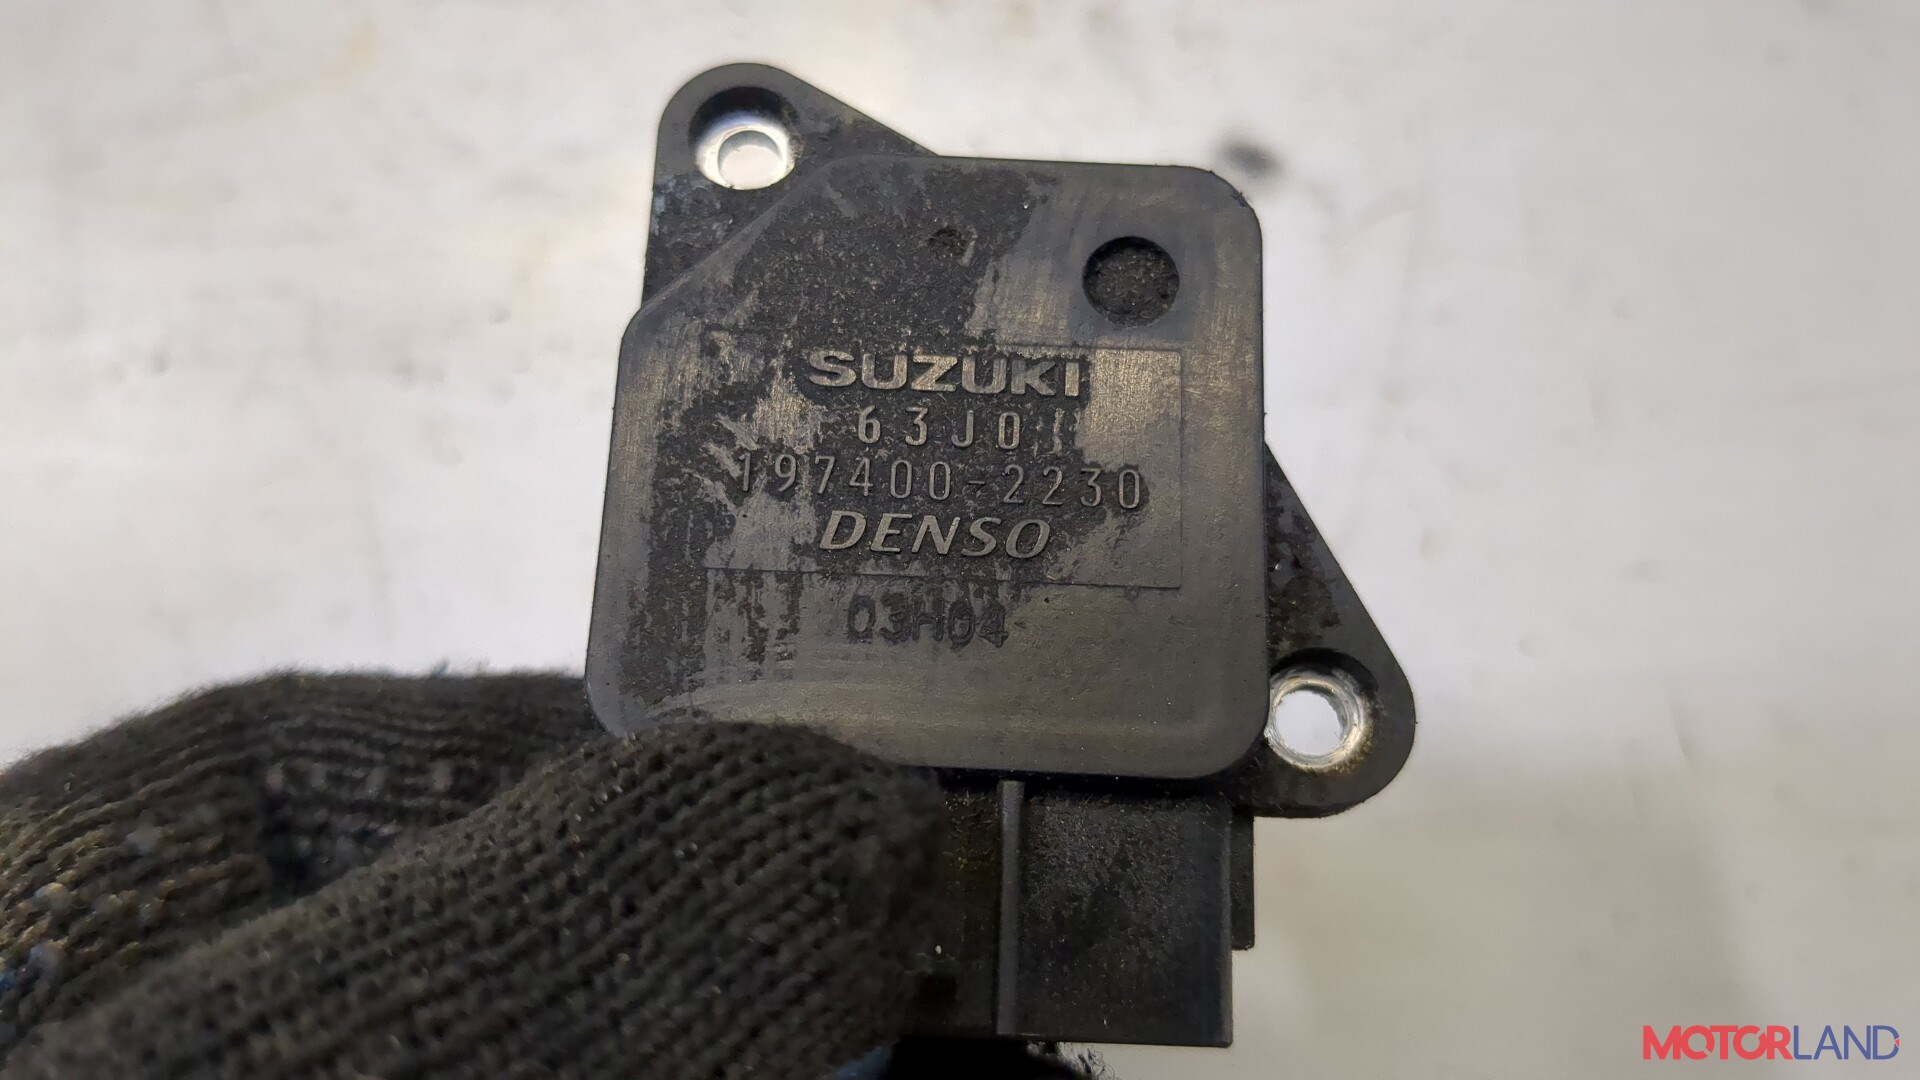 SUZUKI
63J0
197400-2230
DENSO
03H04
MOTORLAND